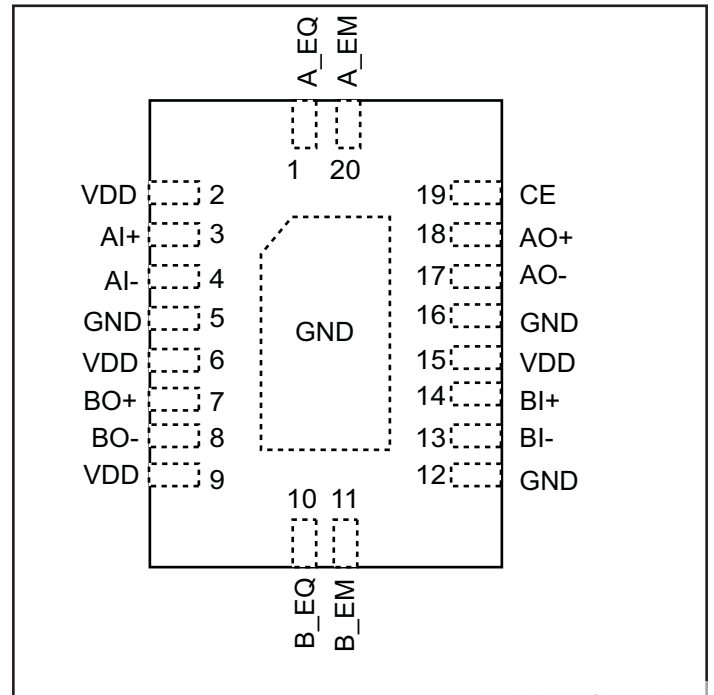 A_EQ A_EM
1 20
VDD 2 19 CE
AI+ 3 18 AO+
AI- 4 17 AO-
GND 5 16 GND
GND
VDD 6 15 VDD
BO+ 7 14 BI+
BO- 8 13 BI-
VDD 9 12 GND
10 11
B_EQ B_EM